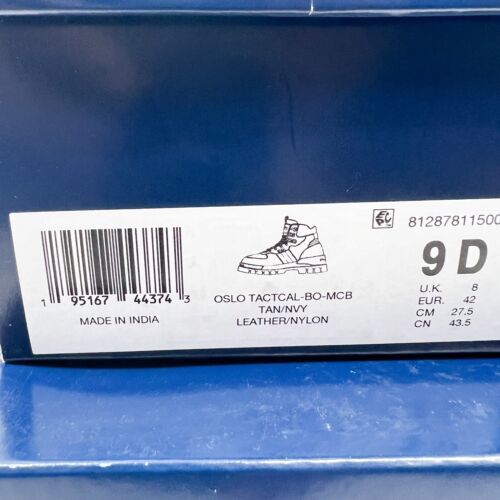 81287811500
9 D
U.K. 8
EUR. 42
CM 27.5
CN 43.5
OSLO TACTCAL-BO-MCB
TAN/NVY
LEATHER/NYLON
1 95167 44374 3
MADE IN INDIA